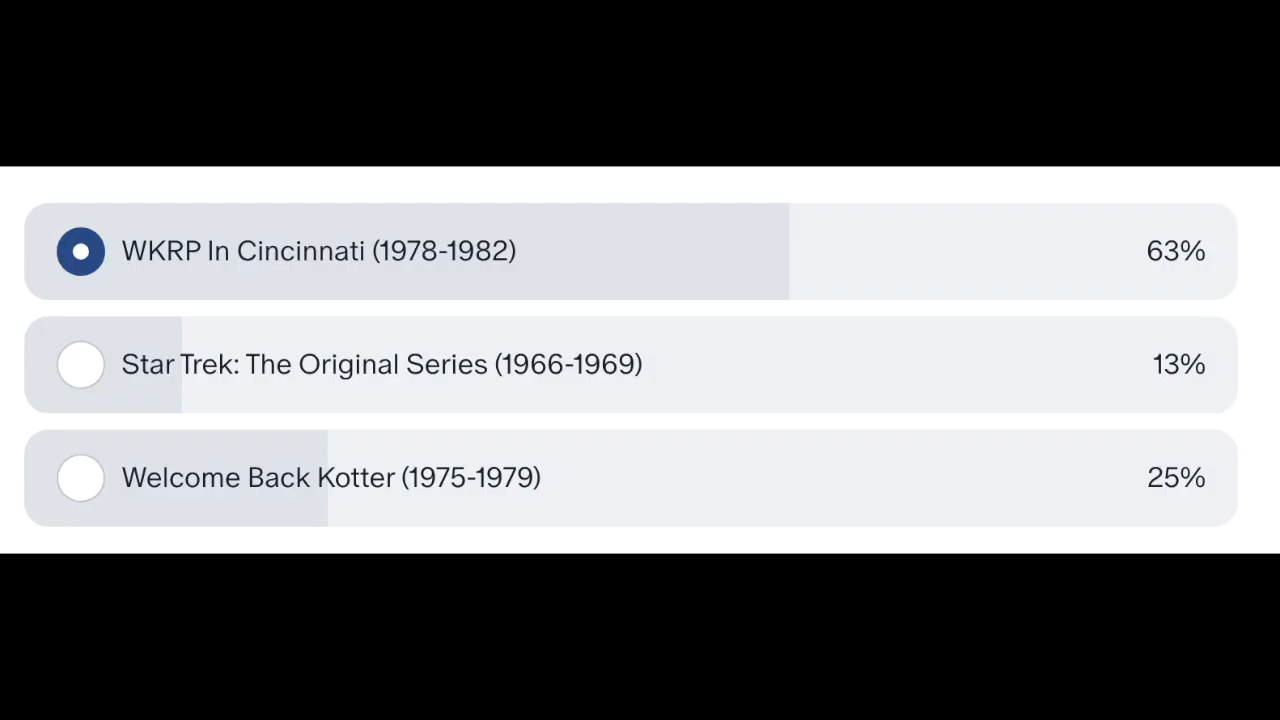 WKRP In Cincinnati (1978-1982) 63%
Star Trek: The Original Series (1966-1969) 13%
Welcome Back Kotter (1975-1979) 25%